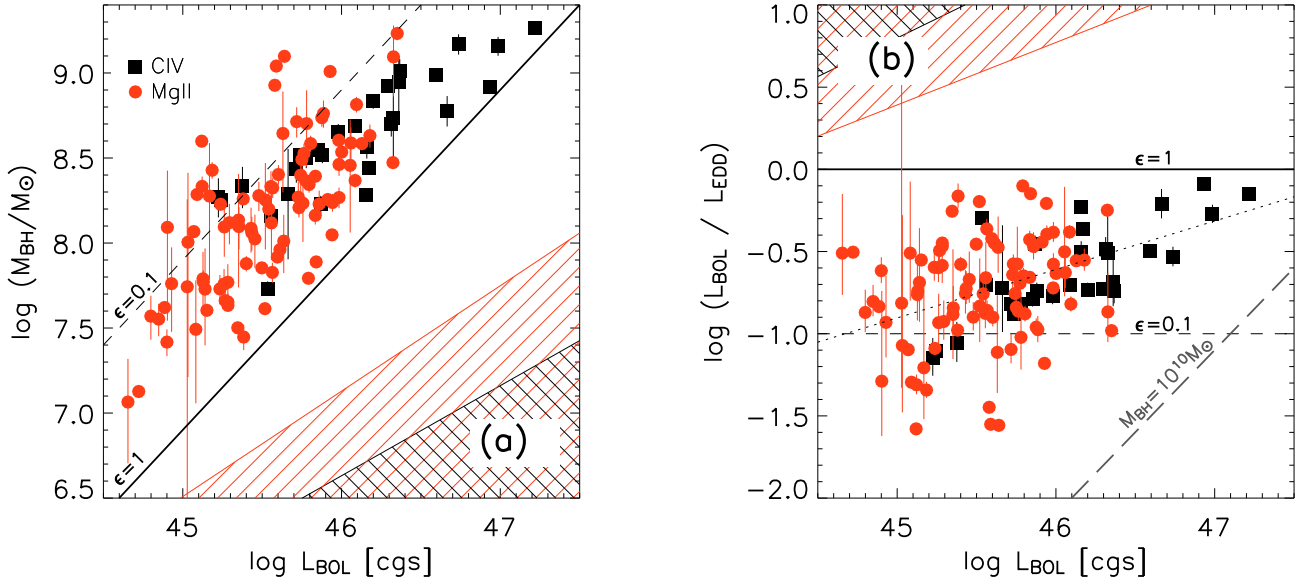 log (M_BH/M⊙)
9.0
8.5
8.0
7.5
7.0
6.5
CIV
MgII
ϵ=0.1
ϵ=1
(a)
45 46 47
log L_BOL [cgs]
log (L_BOL / L_EDD)
1.0
0.5
0.0
−0.5
−1.0
−1.5
−2.0
(b)
ϵ=1
ϵ=0.1
M_BH=10^10M⊙
45 46 47
log L_BOL [cgs]